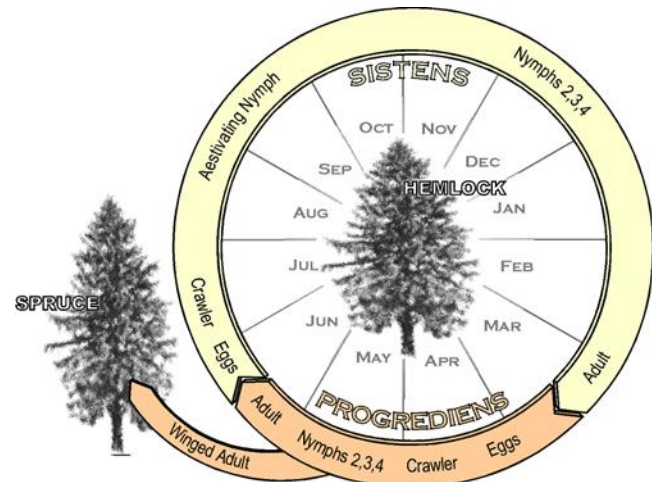 SISTENS
Nymphs 2,3,4
Aestivating Nymph
OCT
NOV
SEP
DEC
HEMLOCK
AUG
JAN
JUL
FEB
SPRUCE
Crawler
Eggs
JUN
MAR
MAY
APR
Adult
PROGREDIENS
Adult
Nymphs 2,3,4
Crawler
Eggs
Winged Adult